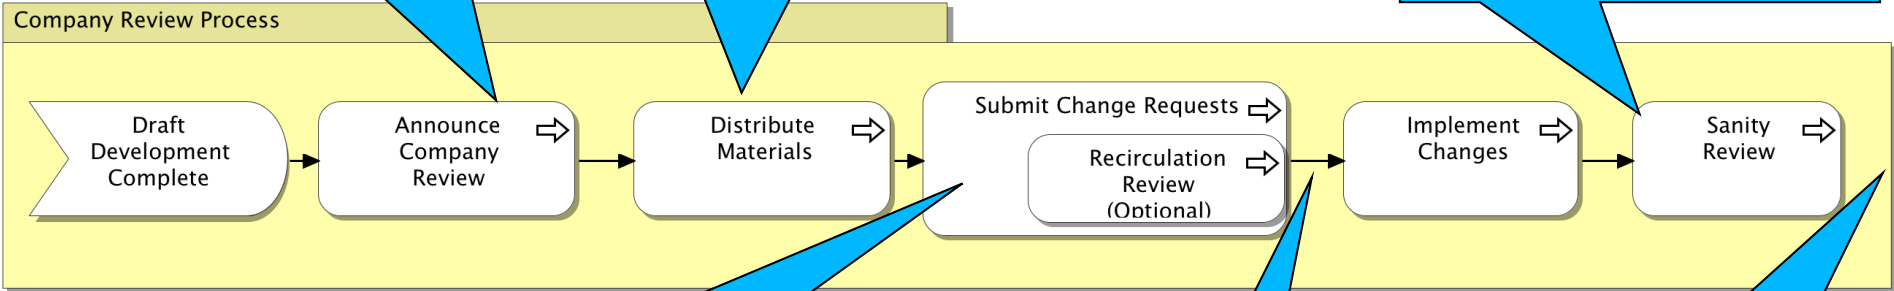 Company Review Process
Draft
Development
Complete
Announce
Company
Review
Distribute
Materials
Submit Change Requests
Recirculation
Review
(Optional)
Implement
Changes
Sanity
Review